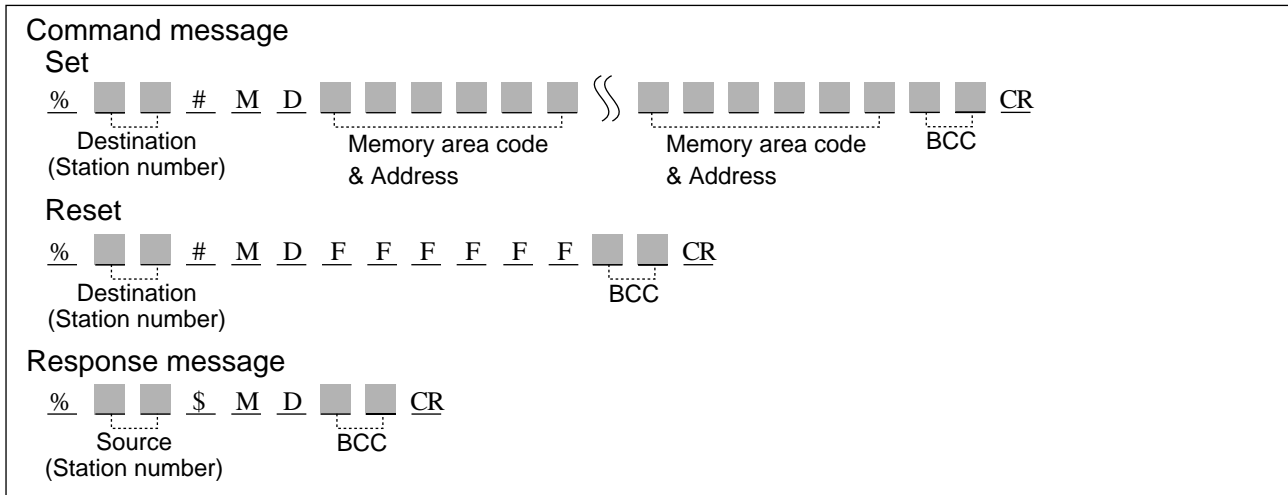 Command message
Set
% # M D CR
Destination Memory area code Memory area code BCC
(Station number) & Address & Address
Reset
% # M D F F F F F F CR
Destination BCC
(Station number)
Response message
% $ M D CR
Source BCC
(Station number)